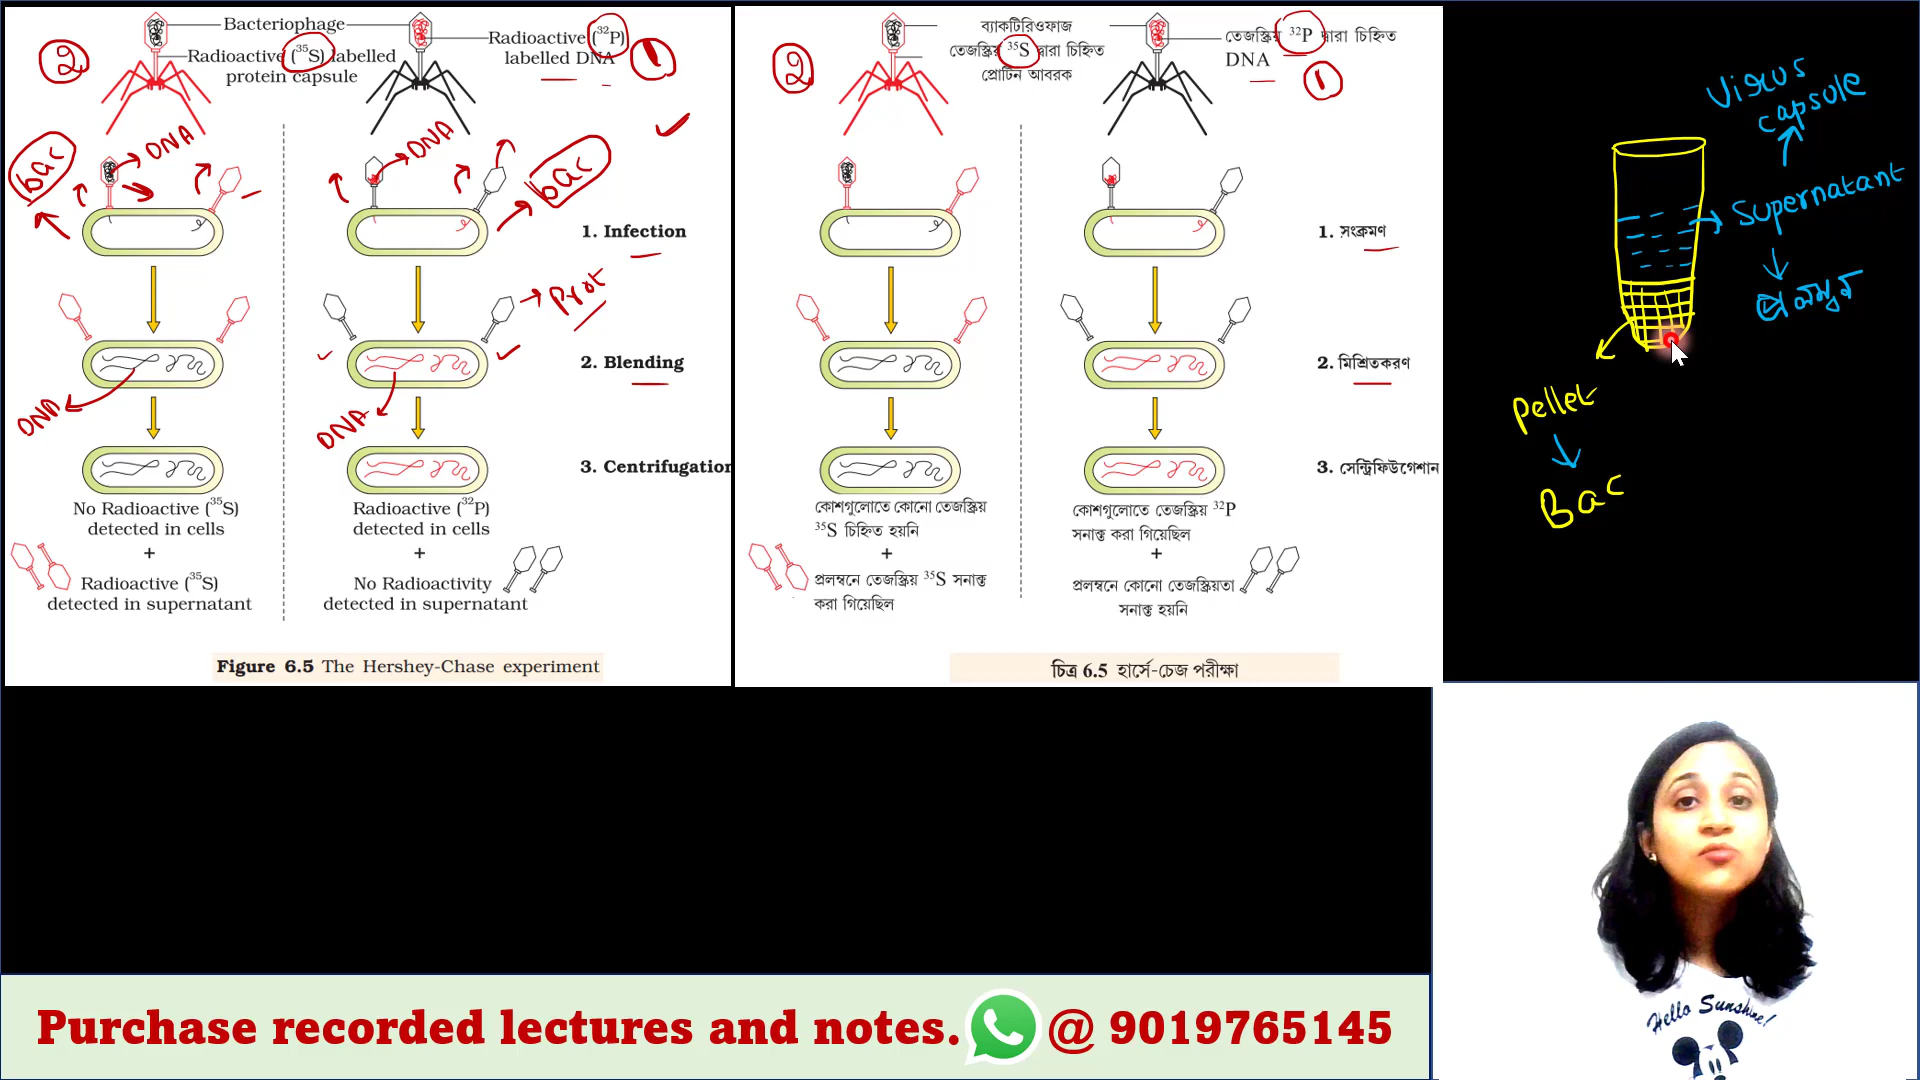 Bacteriophage
Radioactive (³⁵S) labelled
protein capsule
Radioactive (³²P)
labelled DNA
2
1
bac
DNA
DNA
bac
1. Infection
Prot
2. Blending
DNA
DNA
3. Centrifugation
No Radioactive (³⁵S)
detected in cells
+
Radioactive (³⁵S)
detected in supernatant
Radioactive (³²P)
detected in cells
+
No Radioactivity
detected in supernatant
Figure 6.5 The Hershey-Chase experiment
ব্যাকটিরিওফাজ
তেজস্ক্রিয় ³⁵S দ্বারা চিহ্নিত
প্রোটিন আবরক
তেজস্ক্রিয় ³²P দ্বারা চিহ্নিত
DNA
2
1
1. সংক্রমণ
2. মিশ্রিতকরণ
3. সেন্ট্রিফিউগেশান
কোশগুলোতে কোনো তেজস্ক্রিয়
³⁵S চিহ্নিত হয়নি
+
প্রলম্বনে তেজস্ক্রিয় ³⁵S সনাক্ত
করা গিয়েছিল
কোশগুলোতে তেজস্ক্রিয় ³²P
সনাক্ত করা গিয়েছিল
+
প্রলম্বনে কোনো তেজস্ক্রিয়তা
সনাক্ত হয়নি
চিত্র 6.5 হার্সে-চেজ পরীক্ষা
Virus
capsule
Supernatant
Pellet
Bac
Hello Sunshine!
Purchase recorded lectures and notes. @ 9019765145